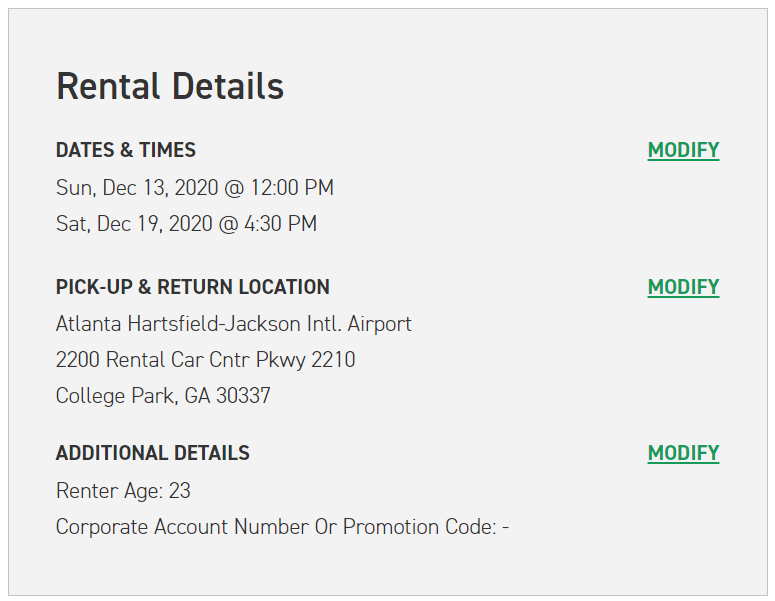 Rental Details
DATES & TIMES
MODIFY
Sun, Dec 13, 2020 @ 12:00 PM
Sat, Dec 19, 2020 @ 4:30 PM
PICK-UP & RETURN LOCATION
MODIFY
Atlanta Hartsfield-Jackson Intl. Airport
2200 Rental Car Cntr Pkwy 2210
College Park, GA 30337
ADDITIONAL DETAILS
MODIFY
Renter Age: 23
Corporate Account Number Or Promotion Code: -